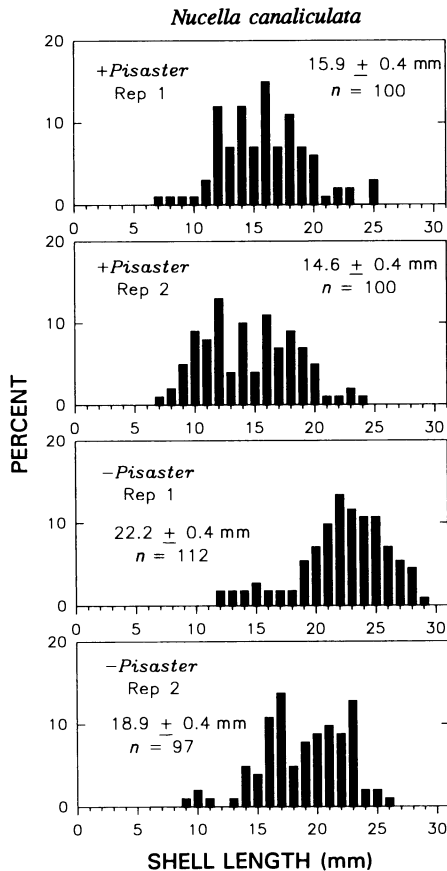 Nucella canaliculata
20
+Pisaster
Rep 1
15.9 ± 0.4 mm
n = 100
10
0
0 5 10 15 20 25 30
20
+Pisaster
Rep 2
14.6 ± 0.4 mm
n = 100
10
0
0 5 10 15 20 25 30
PERCENT
20
−Pisaster
Rep 1
22.2 ± 0.4 mm
n = 112
10
0
0 5 10 15 20 25 30
20
−Pisaster
Rep 2
18.9 ± 0.4 mm
n = 97
10
0
0 5 10 15 20 25 30
SHELL LENGTH (mm)